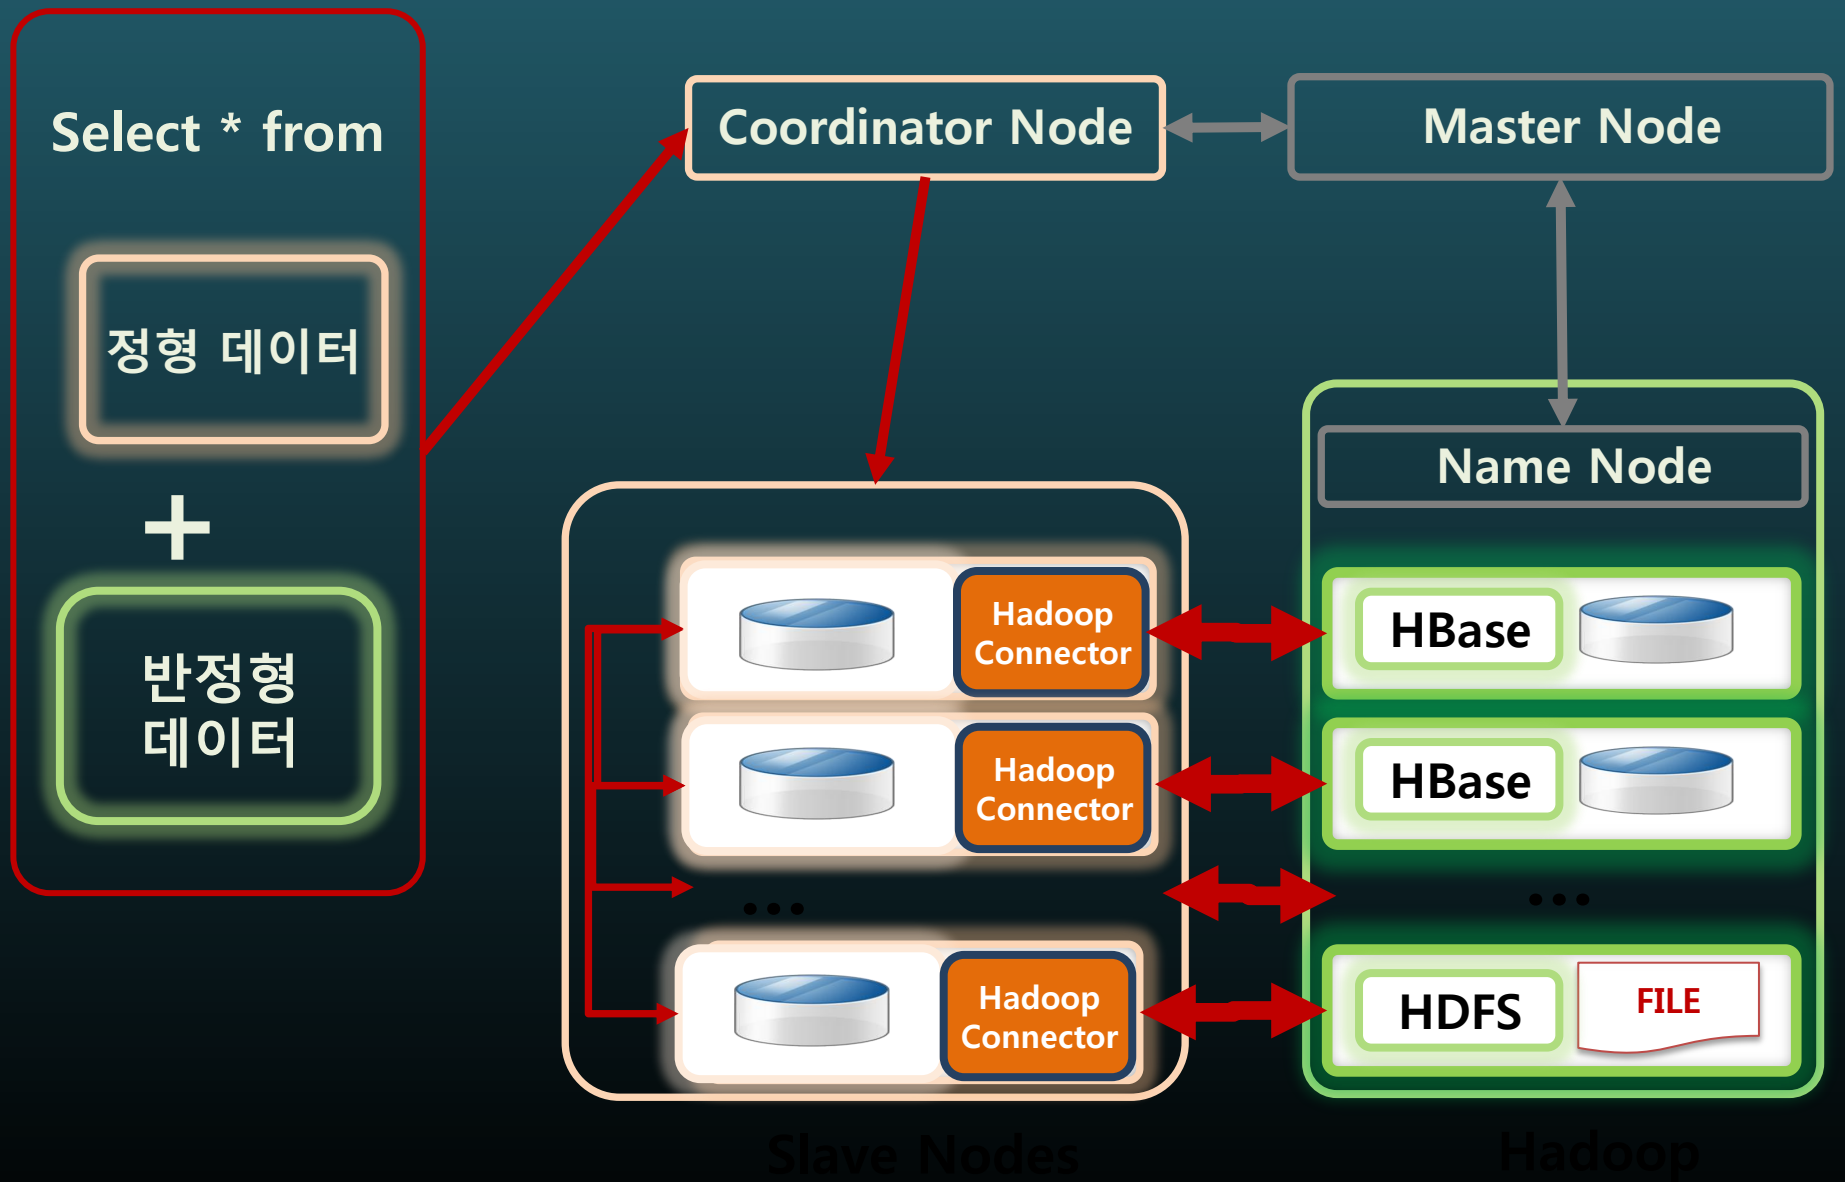 Select * from
정형 데이터
+
반정형
데이터
Coordinator Node
Master Node
Name Node
Hadoop
Connector
HBase
Hadoop
Connector
HBase
...
...
Hadoop
Connector
HDFS
FILE
Slave Nodes
Hadoop